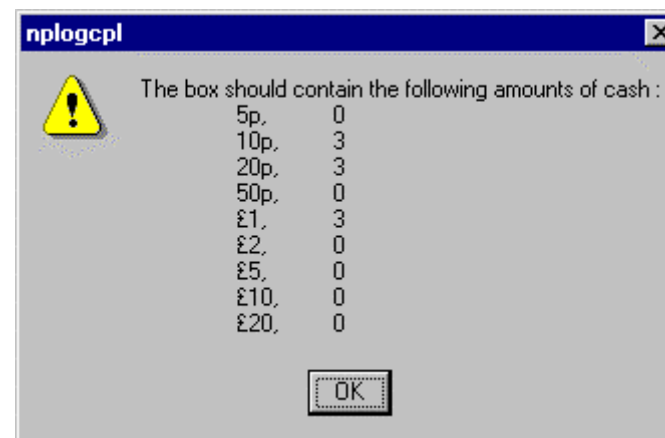 nplogcpl
The box should contain the following amounts of cash :
5p, 0
10p, 3
20p, 3
50p, 0
£1, 3
£2, 0
£5, 0
£10, 0
£20, 0
OK